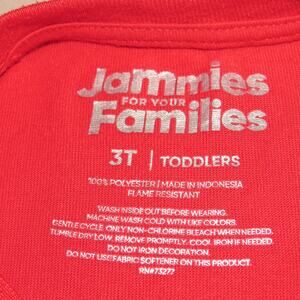 Jammies
FOR YOUR
Families
3T | TODDLERS
100% POLYESTER | MADE IN INDONESIA
FLAME RESISTANT
WASH INSIDE OUT BEFORE WEARING.
MACHINE WASH COLD WITH LIKE COLORS.
GENTLE CYCLE. ONLY NON-CHLORINE BLEACH WHEN NEEDED.
TUMBLE DRY LOW. REMOVE PROMPTLY. COOL IRON IF NEEDED.
DO NOT IRON DECORATION.
DO NOT USE FABRIC SOFTENER ON THIS PRODUCT.
RN#73277